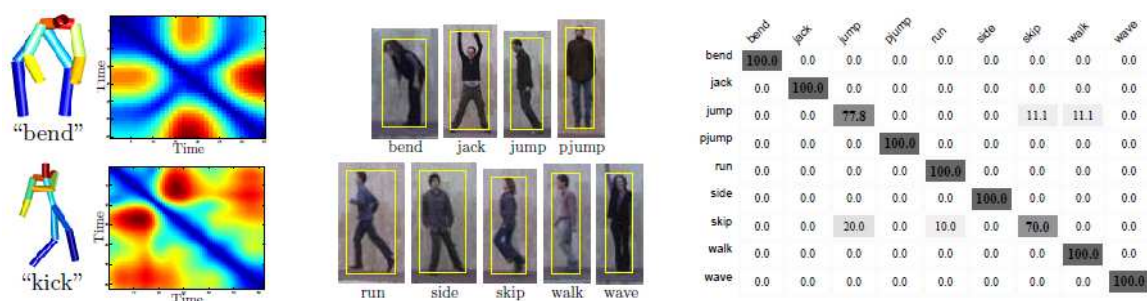 Time
Time
"bend"
Time
Time
"kick"
bend jack jump pjump
run side skip walk wave
bend jack jump pjump run side skip walk wave
bend 100.0 0.0 0.0 0.0 0.0 0.0 0.0 0.0 0.0
jack 0.0 100.0 0.0 0.0 0.0 0.0 0.0 0.0 0.0
jump 0.0 0.0 77.8 0.0 0.0 0.0 11.1 11.1 0.0
pjump 0.0 0.0 0.0 100.0 0.0 0.0 0.0 0.0 0.0
run 0.0 0.0 0.0 0.0 100.0 0.0 0.0 0.0 0.0
side 0.0 0.0 0.0 0.0 0.0 100.0 0.0 0.0 0.0
skip 0.0 0.0 20.0 0.0 10.0 0.0 70.0 0.0 0.0
walk 0.0 0.0 0.0 0.0 0.0 0.0 0.0 100.0 0.0
wave 0.0 0.0 0.0 0.0 0.0 0.0 0.0 0.0 100.0